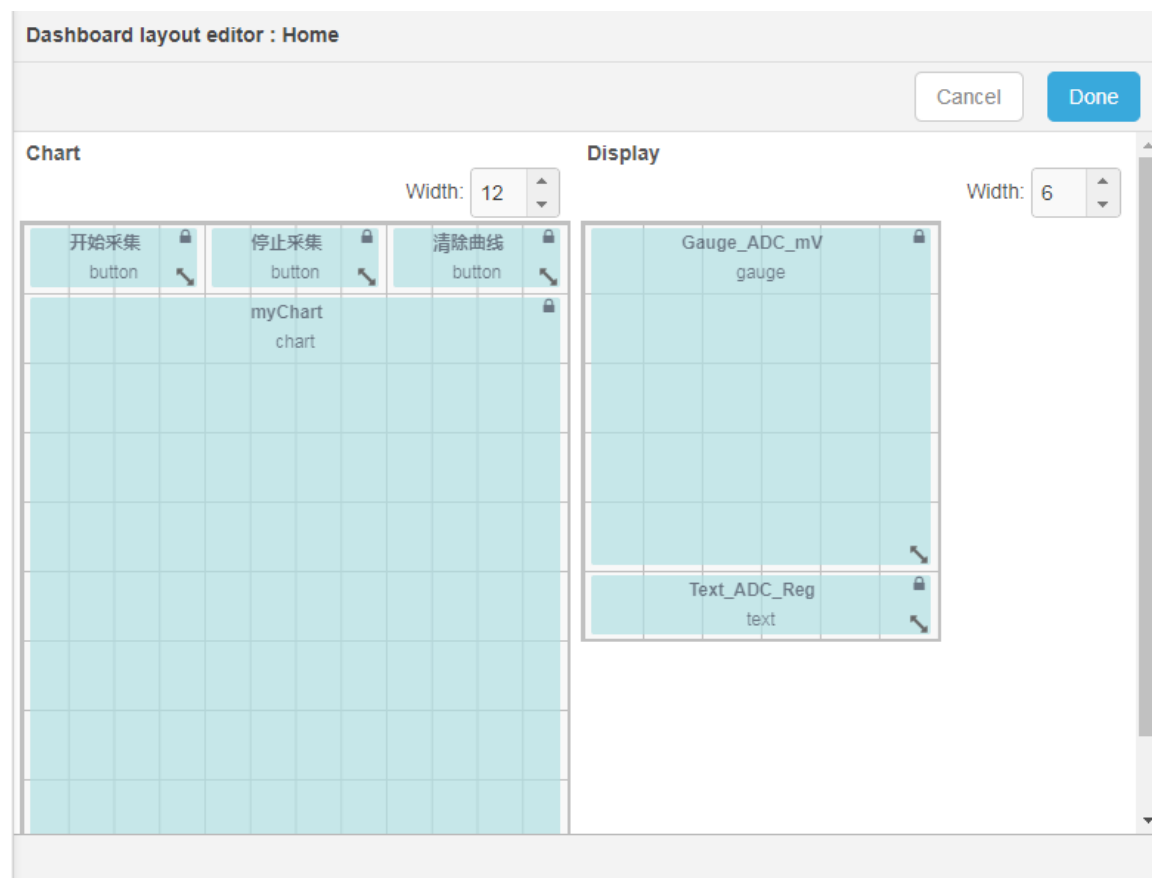 Dashboard layout editor : Home
Cancel
Done
Chart
Width: 12
开始采集
button
停止采集
button
清除曲线
button
myChart
chart
Display
Width: 6
Gauge_ADC_mV
gauge
Text_ADC_Reg
text